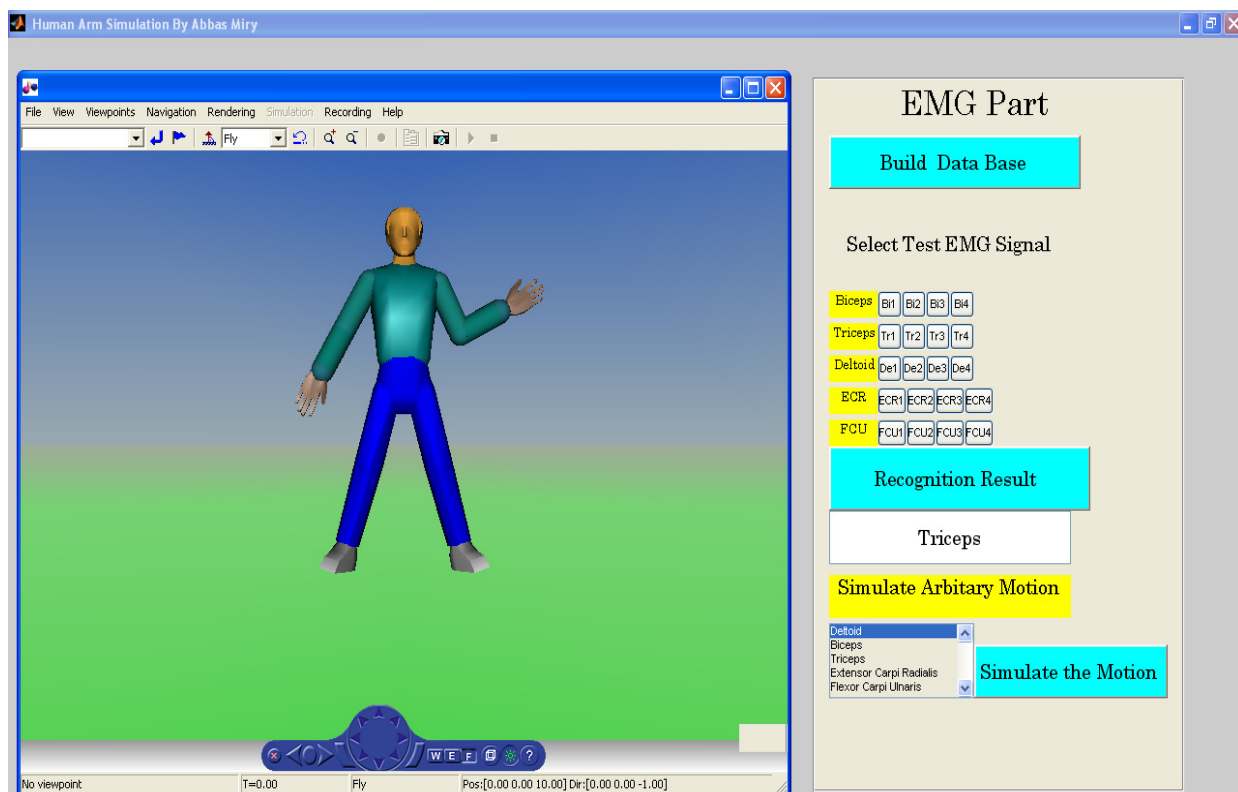 Human Arm Simulation By Abbas Miry
File View Viewpoints Navigation Rendering Simulation Recording Help
Fly
EMG Part
Build Data Base
Select Test EMG Signal
Biceps Bi1 Bi2 Bi3 Bi4
Triceps Tr1 Tr2 Tr3 Tr4
Deltoid De1 De2 De3 De4
ECR ECR1 ECR2 ECR3 ECR4
FCU FCU1 FCU2 FCU3 FCU4
Recognition Result
Triceps
Simulate Arbitary Motion
Deltoid
Biceps
Triceps
Extensor Carpi Radialis
Flexor Carpi Ulnaris
Simulate the Motion
W E F ?
No viewpoint T=0.00 Fly Pos:[0.00 0.00 10.00] Dir:[0.00 0.00 -1.00]